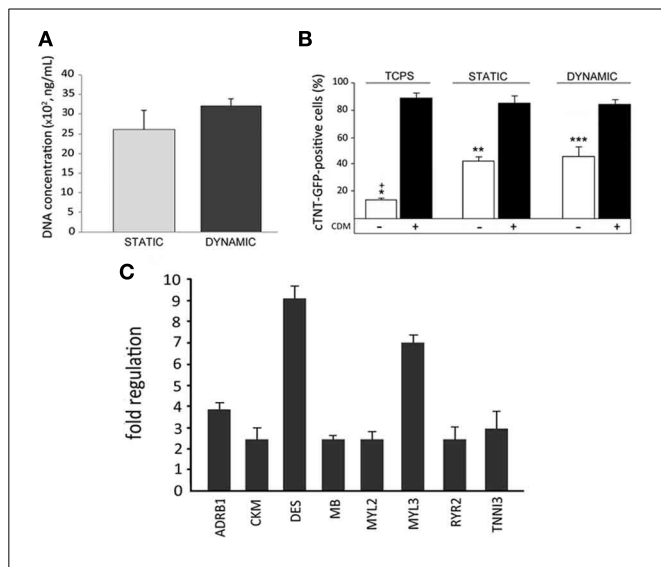 A
DNA concentration (x10², ng/mL)
40
35
30
25
20
15
10
5
0
STATIC DYNAMIC
B
cTNT-GFP-positive cells (%)
TCPS STATIC DYNAMIC
100
80
60
40
20
+
*
**
***
CDM - + - + - +
C
fold regulation
10
9
8
7
6
5
4
3
2
1
0
ADRB1
CKM
DES
MB
MYL2
MYL3
RYR2
TNNI3